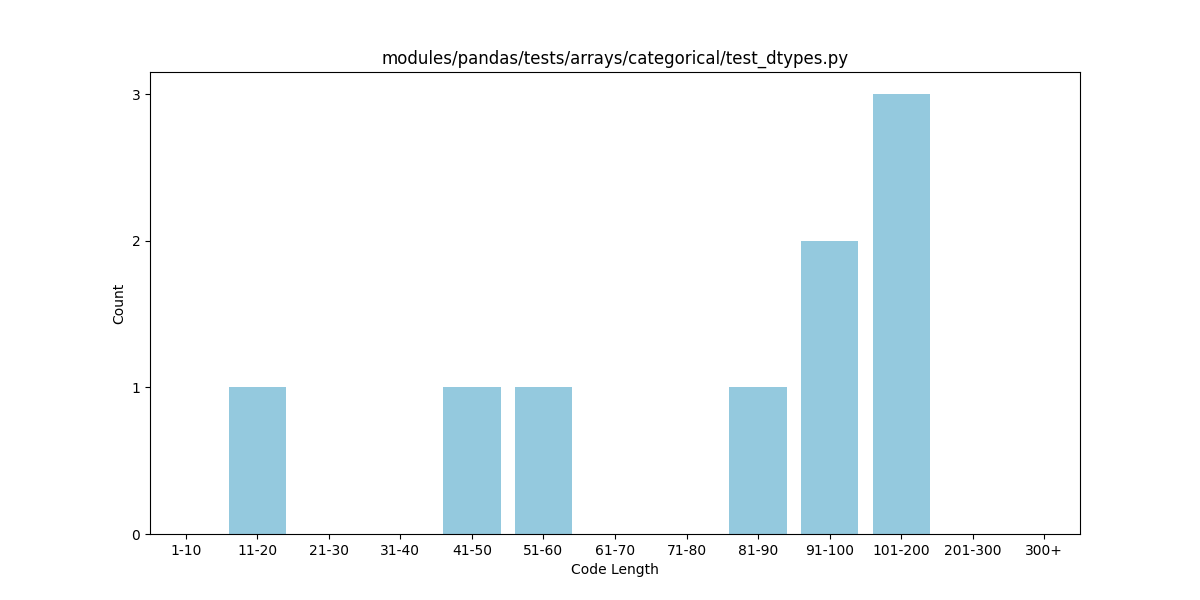 modules/pandas/tests/arrays/categorical/test_dtypes.py
3
2
1
0
Count
1-10 11-20 21-30 31-40 41-50 51-60 61-70 71-80 81-90 91-100 101-200 201-300 300+
Code Length